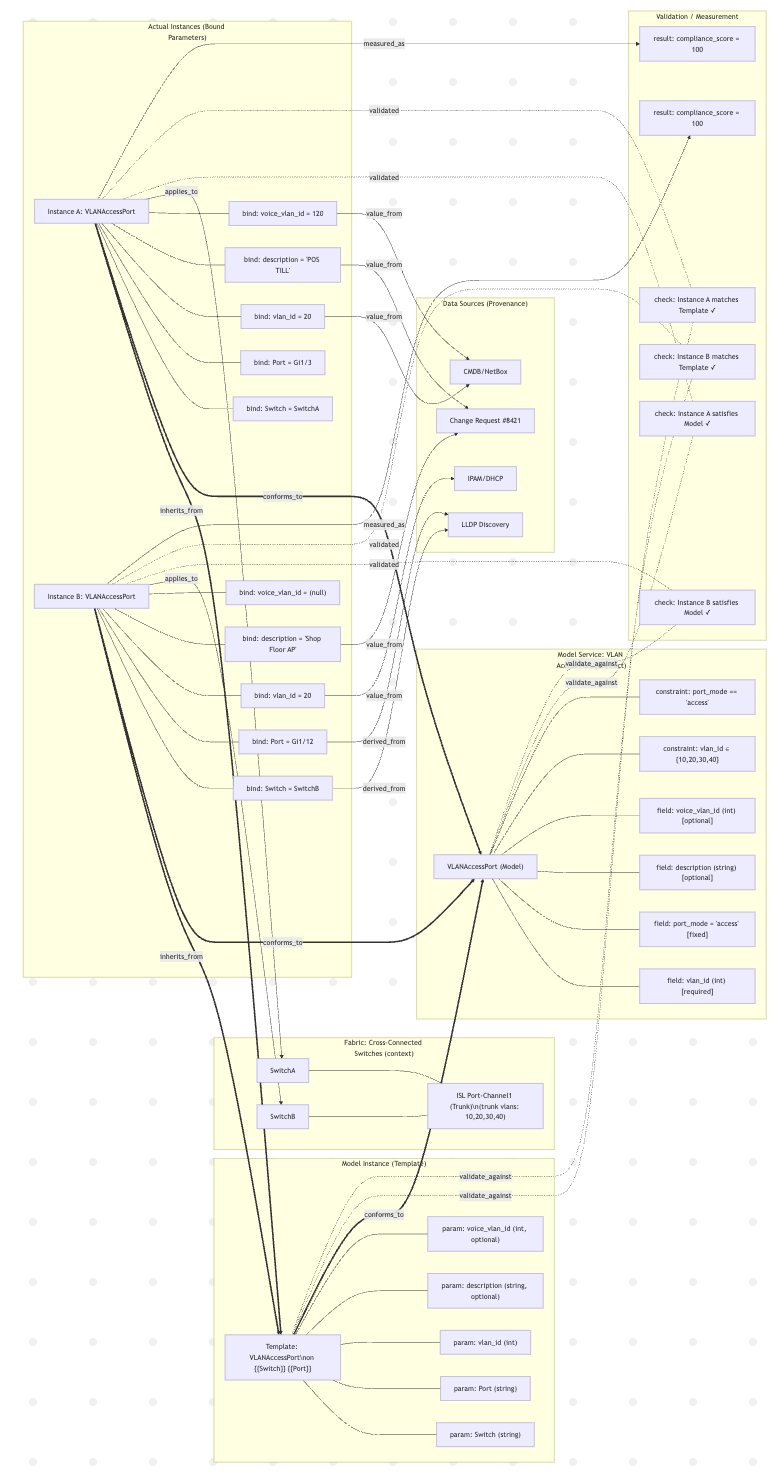 Actual Instances (Bound
Parameters)
Validation / Measurement
result: compliance_score =
100
measured_as
result: compliance_score =
100
validated
validated
applies_to
Instance A: VLANAccessPort
bind: voice_vlan_id = 120
value_from
bind: description = 'POS
TILL'
value_from
bind: vlan_id = 20
value_from
bind: Port = Gi1/3
bind: Switch = SwitchA
Data Sources (Provenance)
CMDB/NetBox
Change Request #8421
IPAM/DHCP
LLDP Discovery
check: Instance A matches
Template ✓
check: Instance B matches
Template ✓
check: Instance A satisfies
Model ✓
conforms_to
inherits_from
measured_as
validated
validated
applies_to
Instance B: VLANAccessPort
bind: voice_vlan_id = (null)
check: Instance B satisfies
Model ✓
bind: description = 'Shop
Floor AP'
value_from
bind: vlan_id = 20
value_from
bind: Port = Gi1/12
derived_from
bind: Switch = SwitchB
derived_from
Model Service: VLAN
validate_against
validate_against
constraint: port_mode ==
'access'
constraint: vlan_id ∈
{10,20,30,40}
field: voice_vlan_id (int)
[optional]
VLANAccessPort (Model)
field: description (string)
[optional]
field: port_mode = 'access'
[fixed]
field: vlan_id (int)
[required]
conforms_to
inherits_from
Fabric: Cross-Connected
Switches (context)
SwitchA
SwitchB
ISL Port-Channel1
(Trunk)\n(trunk vlans:
10,20,30,40)
Model Instance (Template)
validate_against
validate_against
conforms_to
param: voice_vlan_id (int,
optional)
param: description (string,
optional)
Template:
VLANAccessPort\non
{{Switch}} {{Port}}
param: vlan_id (int)
param: Port (string)
param: Switch (string)